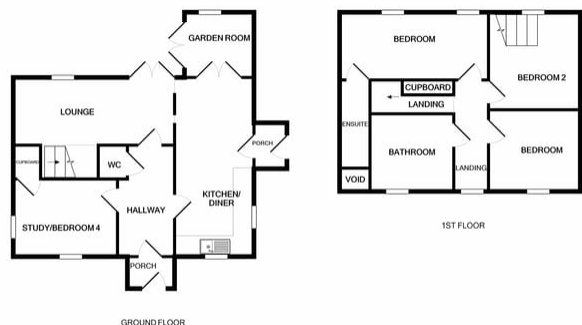 GARDEN ROOM
LOUNGE
PORCH
CUPBOARD
WC
KITCHEN/
DINER
HALLWAY
STUDY/BEDROOM 4
PORCH
GROUND FLOOR
BEDROOM
BEDROOM 2
CUPBOARD
LANDING
ENSUITE
BATHROOM
BEDROOM
LANDING
VOID
1ST FLOOR